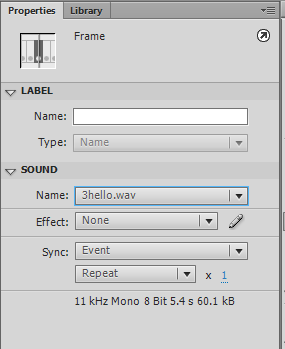 Properties Library
Frame
LABEL
Name:
Type: Name
SOUND
Name: 3hello.wav
Effect: None
Sync: Event
Repeat x 1
11 kHz Mono 8 Bit 5.4 s 60.1 kB